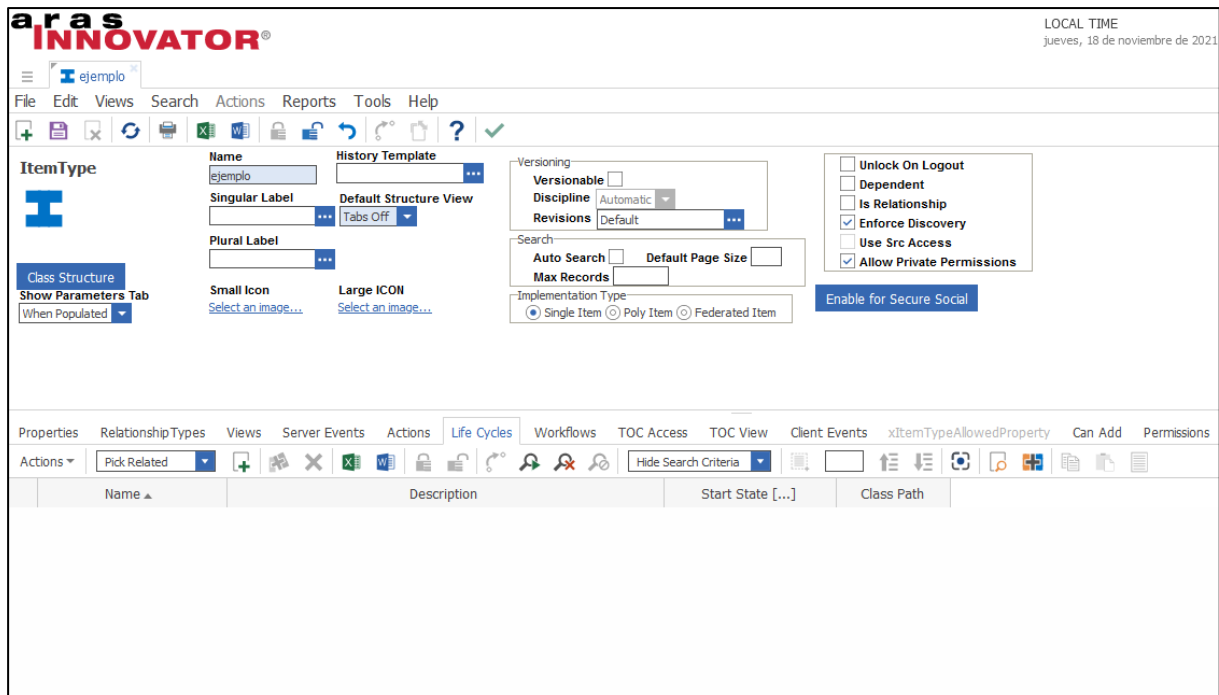 aras
INNOVATOR®
LOCAL TIME
jueves, 18 de noviembre de 2021
ejemplo
File Edit Views Search Actions Reports Tools Help
ItemType
Name
ejemplo
History Template
Singular Label
Default Structure View
Tabs Off
Plural Label
Class Structure
Show Parameters Tab
When Populated
Small Icon
Select an image...
Large ICON
Select an image...
Versioning
Versionable
Discipline Automatic
Revisions Default
Search
Auto Search Default Page Size
Max Records
Implementation Type
Single Item Poly Item Federated Item
Unlock On Logout
Dependent
Is Relationship
Enforce Discovery
Use Src Access
Allow Private Permissions
Enable for Secure Social
Properties RelationshipTypes Views Server Events Actions Life Cycles Workflows TOC Access TOC View Client Events xItemTypeAllowedProperty Can Add Permissions
Actions Pick Related Hide Search Criteria
Name Description Start State [...] Class Path